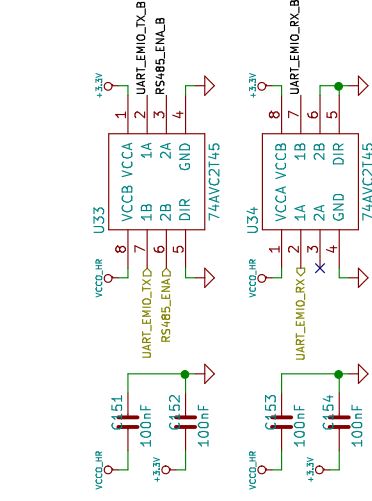 UART_EMIO_TX_B
RS485_ENA_B
+3.3V
1
2
3
4
VCCA
1A
2A
GND
U33
74AVC2T45
VCCB
1B
2B
DIR
8
7
6
5
VCCO_HR
UART_EMIO_TX
RS485_ENA
UART_EMIO_RX_B
+3.3V
8
7
6
5
VCCB
1B
2B
DIR
U34
74AVC2T45
VCCA
1A
2A
GND
1
2
3
4
VCCO_HR
UART_EMIO_RX
C151
100nF
C152
100nF
VCCO_HR
+3.3V
C153
100nF
C154
100nF
VCCO_HR
+3.3V